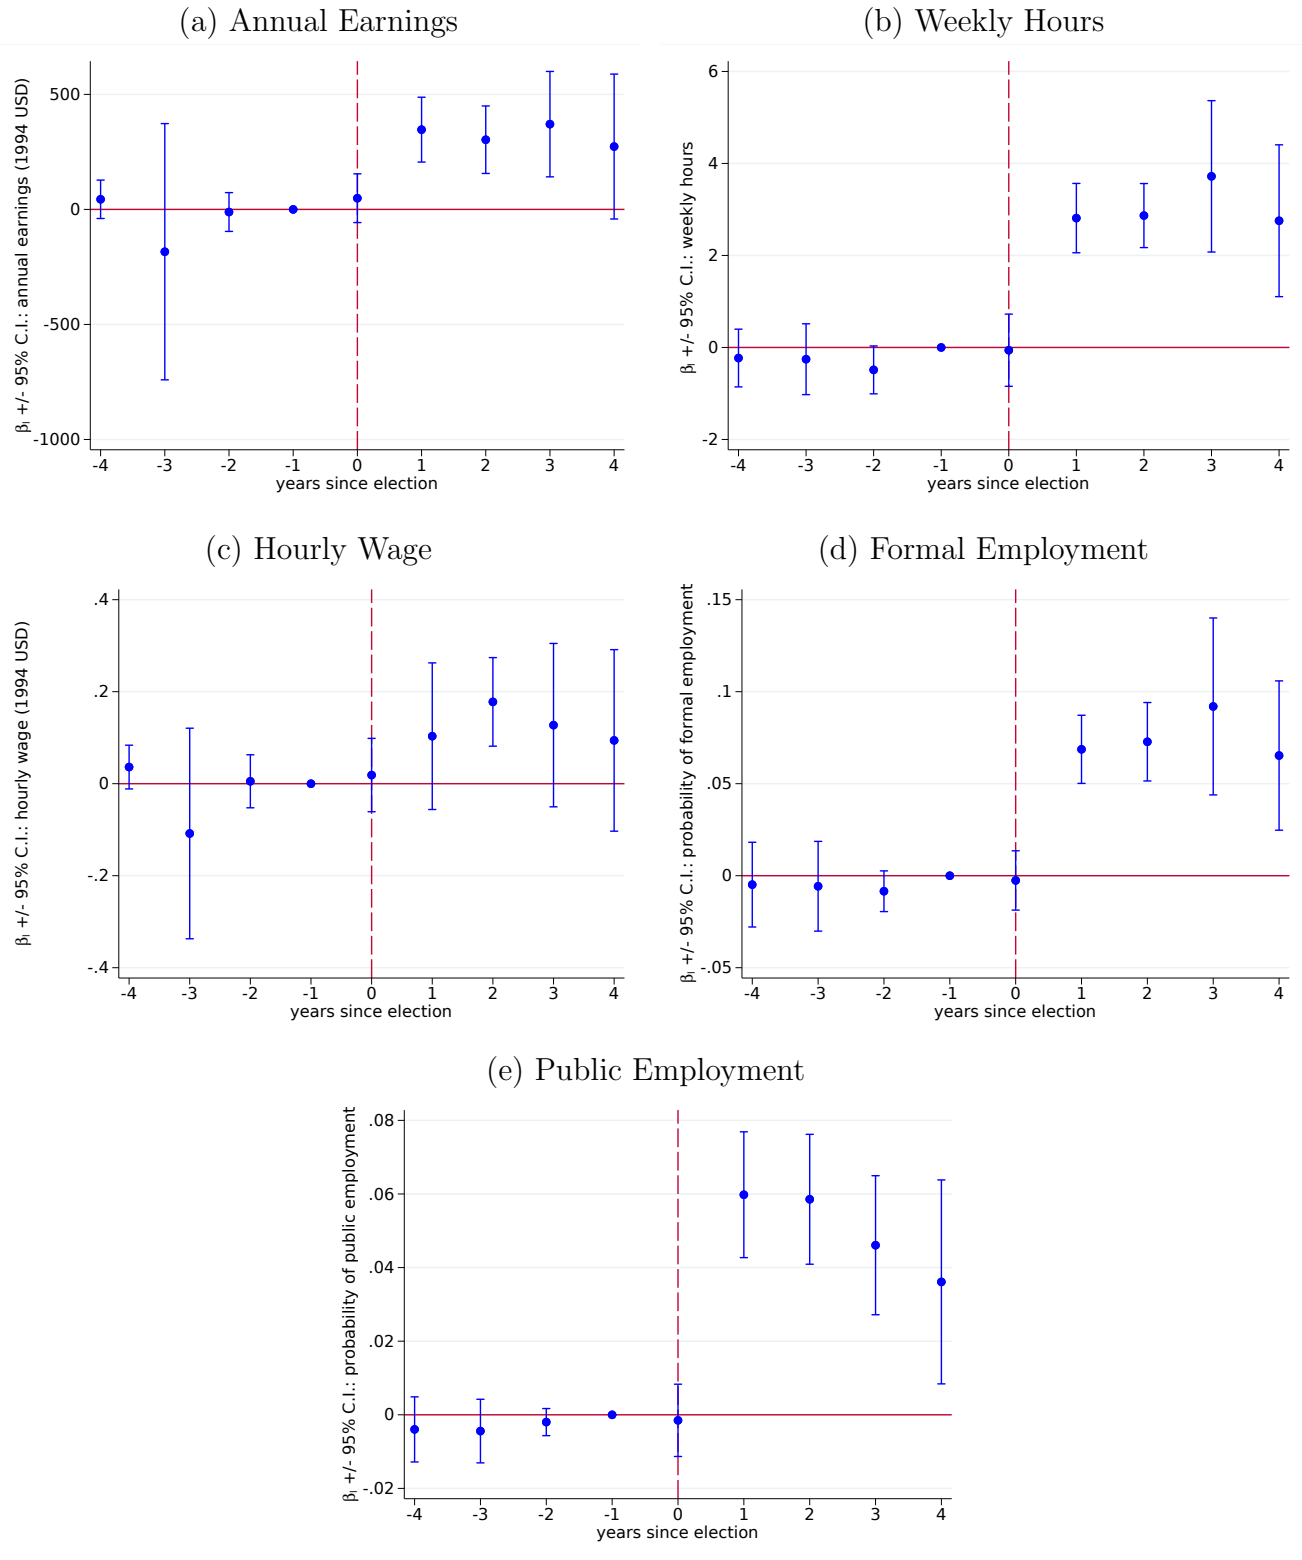 (a) Annual Earnings
β_l +/- 95% C.I.: annual earnings (1994 USD)
500
0
-500
-1000
-4 -3 -2 -1 0 1 2 3 4
years since election
(b) Weekly Hours
β_l +/- 95% C.I.: weekly hours
6
4
2
0
-2
-4 -3 -2 -1 0 1 2 3 4
years since election
(c) Hourly Wage
β_l +/- 95% C.I.: hourly wage (1994 USD)
.4
.2
0
-.2
-.4
-4 -3 -2 -1 0 1 2 3 4
years since election
(d) Formal Employment
β_l +/- 95% C.I.: probability of formal employment
.15
.1
.05
0
-.05
-4 -3 -2 -1 0 1 2 3 4
years since election
(e) Public Employment
β_l +/- 95% C.I.: probability of public employment
.08
.06
.04
.02
0
-.02
-4 -3 -2 -1 0 1 2 3 4
years since election